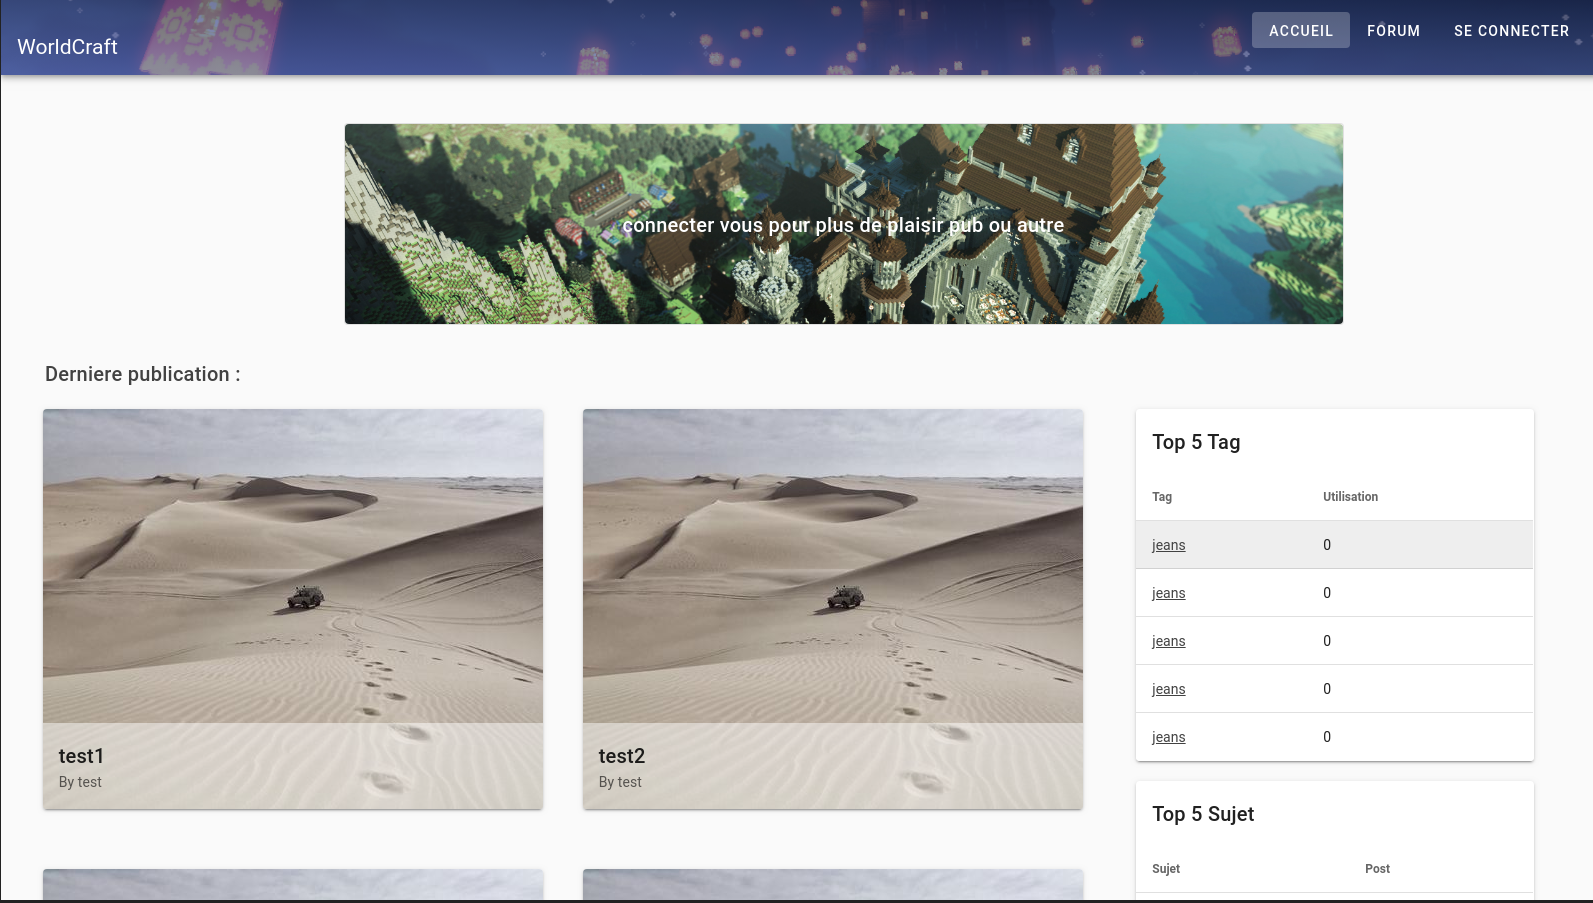 WorldCraft
ACCUEIL
FORUM
SE CONNECTER
connecter vous pour plus de plaisir pub ou autre
Derniere publication :
test1
By test
test2
By test
Top 5 Tag
Tag Utilisation
jeans 0
jeans 0
jeans 0
jeans 0
jeans 0
Top 5 Sujet
Sujet Post